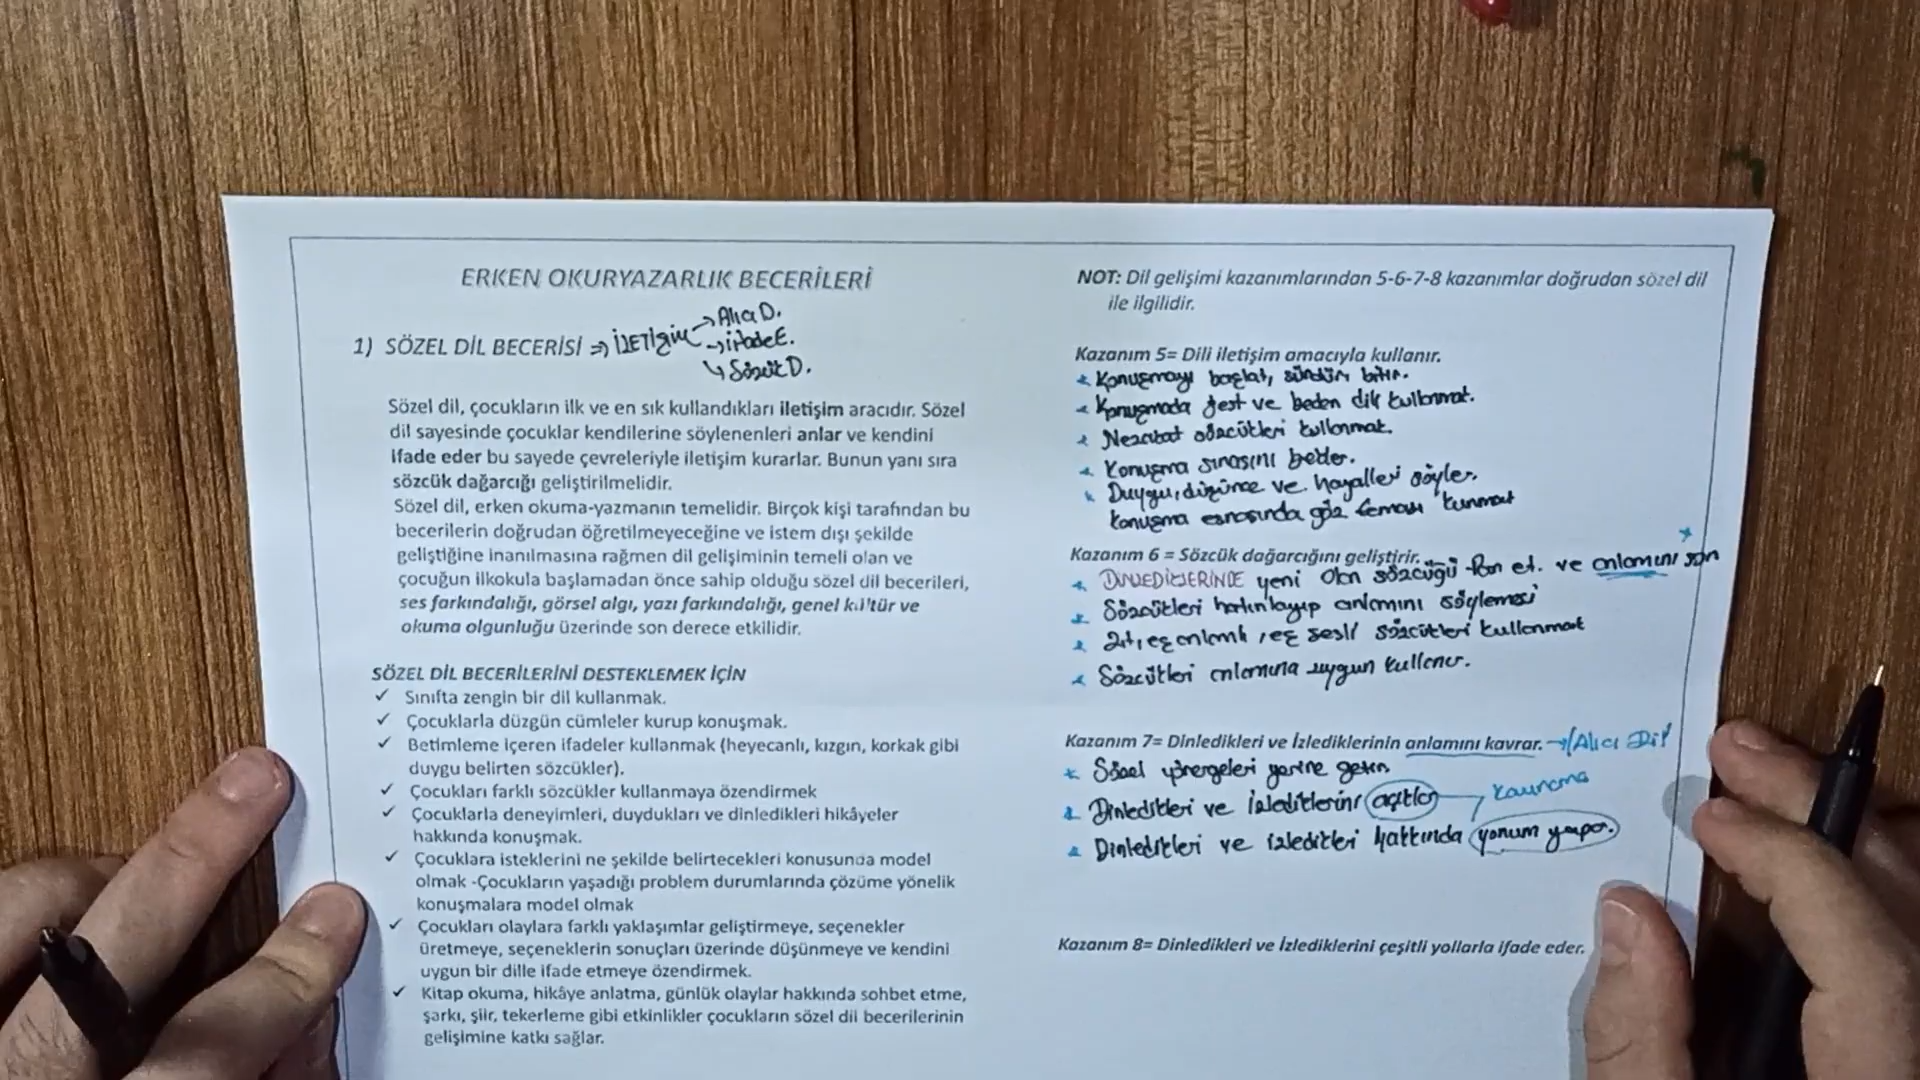 ERKEN OKURYAZARLIK BECERİLERİ
1) SÖZEL DİL BECERİSİ ⇒ İLETİŞİM → Alıcı D.
→ İfade E.
↳ Sözcük D.
Sözel dil, çocukların ilk ve en sık kullandıkları iletişim aracıdır. Sözel
dil sayesinde çocuklar kendilerine söylenenleri anlar ve kendini
ifade eder bu sayede çevreleriyle iletişim kurarlar. Bunun yanı sıra
sözcük dağarcığı geliştirilmelidir.
Sözel dil, erken okuma-yazmanın temelidir. Birçok kişi tarafından bu
becerilerin doğrudan öğretilmeyeceğine ve istem dışı şekilde
geliştiğine inanılmasına rağmen dil gelişiminin temeli olan ve
çocuğun ilkokula başlamadan önce sahip olduğu sözel dil becerileri,
ses farkındalığı, görsel algı, yazı farkındalığı, genel kültür ve
okuma olgunluğu üzerinde son derece etkilidir.
SÖZEL DİL BECERİLERİNİ DESTEKLEMEK İÇİN
✓ Sınıfta zengin bir dil kullanmak.
✓ Çocuklarla düzgün cümleler kurup konuşmak.
✓ Betimleme içeren ifadeler kullanmak (heyecanlı, kızgın, korkak gibi
duygu belirten sözcükler).
✓ Çocukları farklı sözcükler kullanmaya özendirmek
✓ Çocuklarla deneyimleri, duydukları ve dinledikleri hikâyeler
hakkında konuşmak.
✓ Çocuklara isteklerini ne şekilde belirtecekleri konusunda model
olmak -Çocukların yaşadığı problem durumlarında çözüme yönelik
konuşmalara model olmak
✓ Çocukları olaylara farklı yaklaşımlar geliştirmeye, seçenekler
üretmeye, seçeneklerin sonuçları üzerinde düşünmeye ve kendini
uygun bir dille ifade etmeye özendirmek.
✓ Kitap okuma, hikâye anlatma, günlük olaylar hakkında sohbet etme,
şarkı, şiir, tekerleme gibi etkinlikler çocukların sözel dil becerilerinin
gelişimine katkı sağlar.
NOT: Dil gelişimi kazanımlarından 5-6-7-8 kazanımlar doğrudan sözel dil
ile ilgilidir.
Kazanım 5= Dili iletişim amacıyla kullanır.
Konuşmayı başlat, sürdür, bitir.
Konuşmada jest ve beden dili kullanmak.
Nezaket sözcükleri kullanmak.
Konuşma sırasını bekler.
Duygu, düşünce ve hayalleri söyler.
Konuşma esnasında göz teması kurmak
Kazanım 6 = Sözcük dağarcığını geliştirir.
DİNLEDİKLERİNDE yeni olan sözcüğü fark et. ve anlamını sor
Sözcükleri hatırlayıp anlamını söylemesi
Zıt, eş anlamlı, eş sesli sözcükleri kullanmak
Sözcükleri anlamına uygun kullanır.
Kazanım 7= Dinledikleri ve İzlediklerinin anlamını kavrar. → Alıcı Dil
Sözel yönergeleri yerine getirir
Dinledikleri ve izlediklerini açıklar kavrama
Dinledikleri ve izledikleri hakkında yorum yapar.
Kazanım 8= Dinledikleri ve İzlediklerini çeşitli yollarla ifade eder.